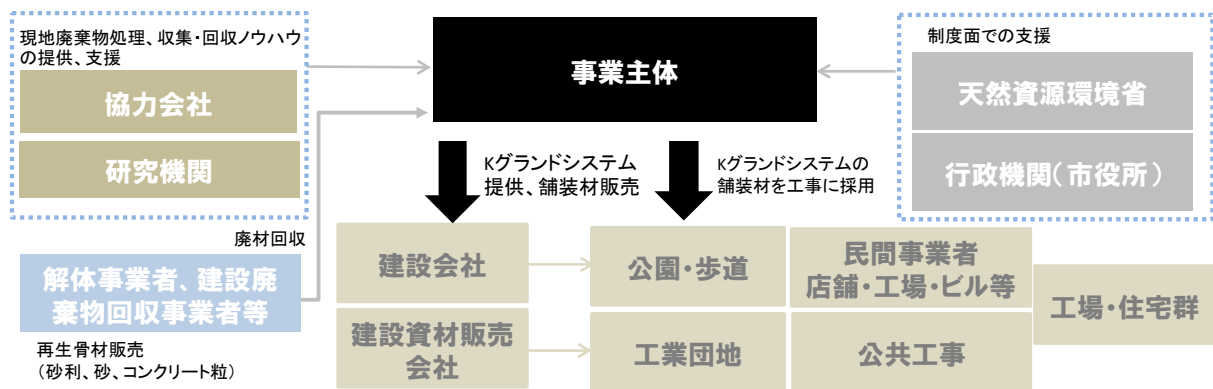 現地廃棄物処理、収集・回収ノウハウ
の提供、支援
協力会社
研究機関
事業主体
制度面での支援
天然資源環境省
行政機関（市役所）
Kグランドシステム
提供、舗装材販売
Kグランドシステムの
舗装材を工事に採用
廃材回収
解体事業者、建設廃
棄物回収事業者等
再生骨材販売
（砂利、砂、コンクリート粒）
建設会社
公園・歩道
民間事業者
店舗・工場・ビル等
工場・住宅群
建設資材販売
会社
工業団地
公共工事